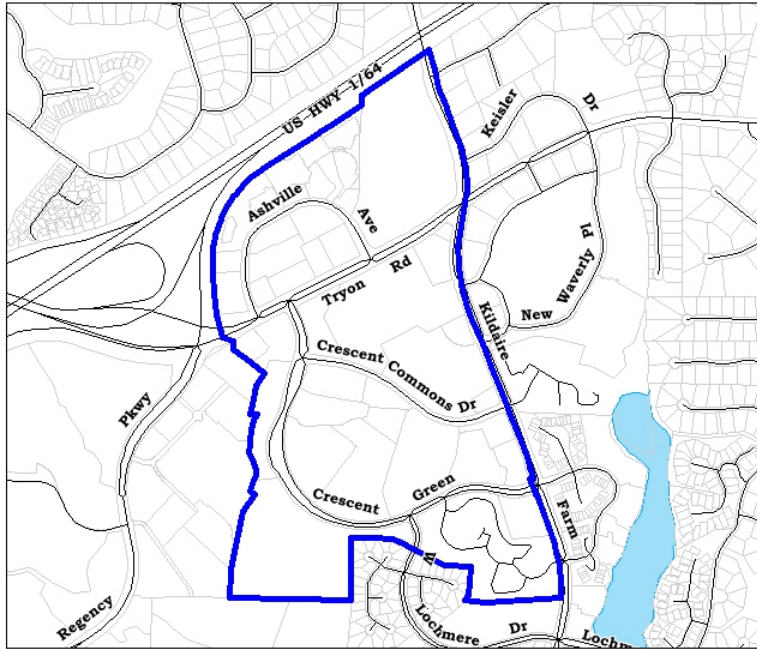 US HWY 1/64
Keisler
Dr
Ashville
Ave
Tryon Rd
New Waverly Pl
Kildaire
Crescent Commons Dr
Pkwy
Crescent Green
Farm
W
Regency
Lochmere Dr
Lochm